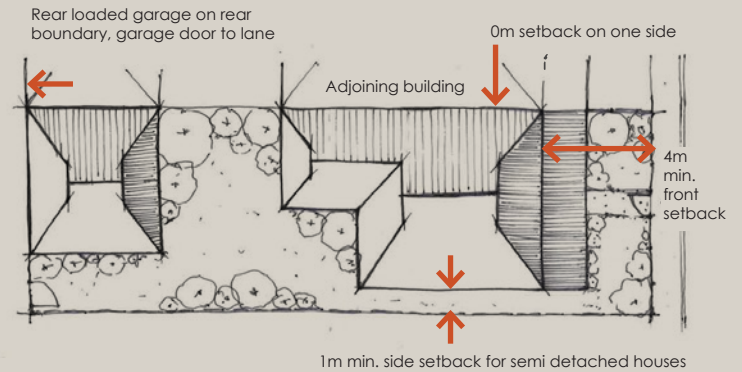 Rear loaded garage on rear
boundary, garage door to lane
0m setback on one side
Adjoining building
4m
min.
front
setback
1m min. side setback for semi detached houses